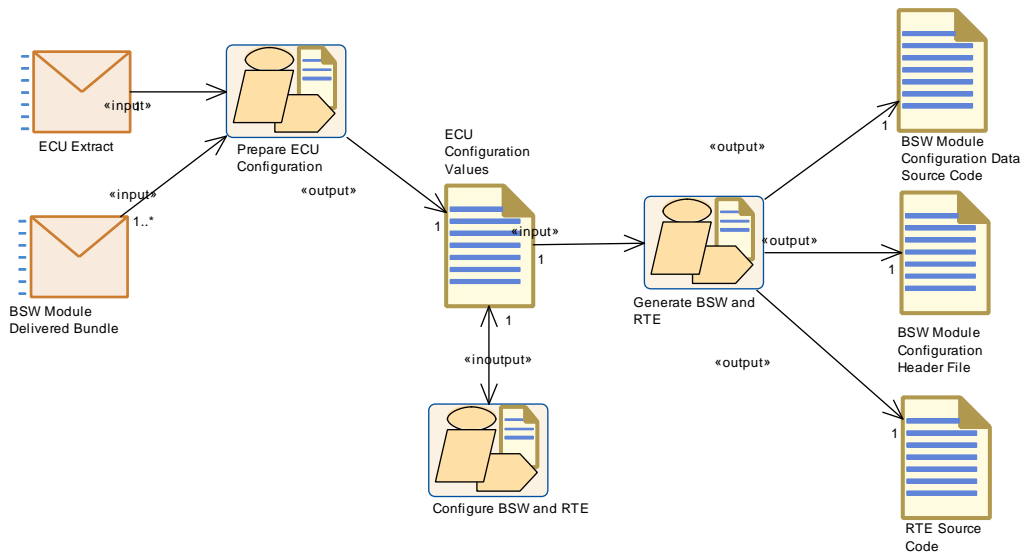 «input»
1
ECU Extract
Prepare ECU
Configuration
«input»
1..*
BSW Module
Delivered Bundle
«output»
1
ECU
Configuration
Values
«input»
1
1
«inoutput»
Configure BSW and RTE
Generate BSW and
RTE
«output»
1
BSW Module
Configuration Data
Source Code
«output»
1
BSW Module
Configuration
Header File
«output»
1
RTE Source
Code